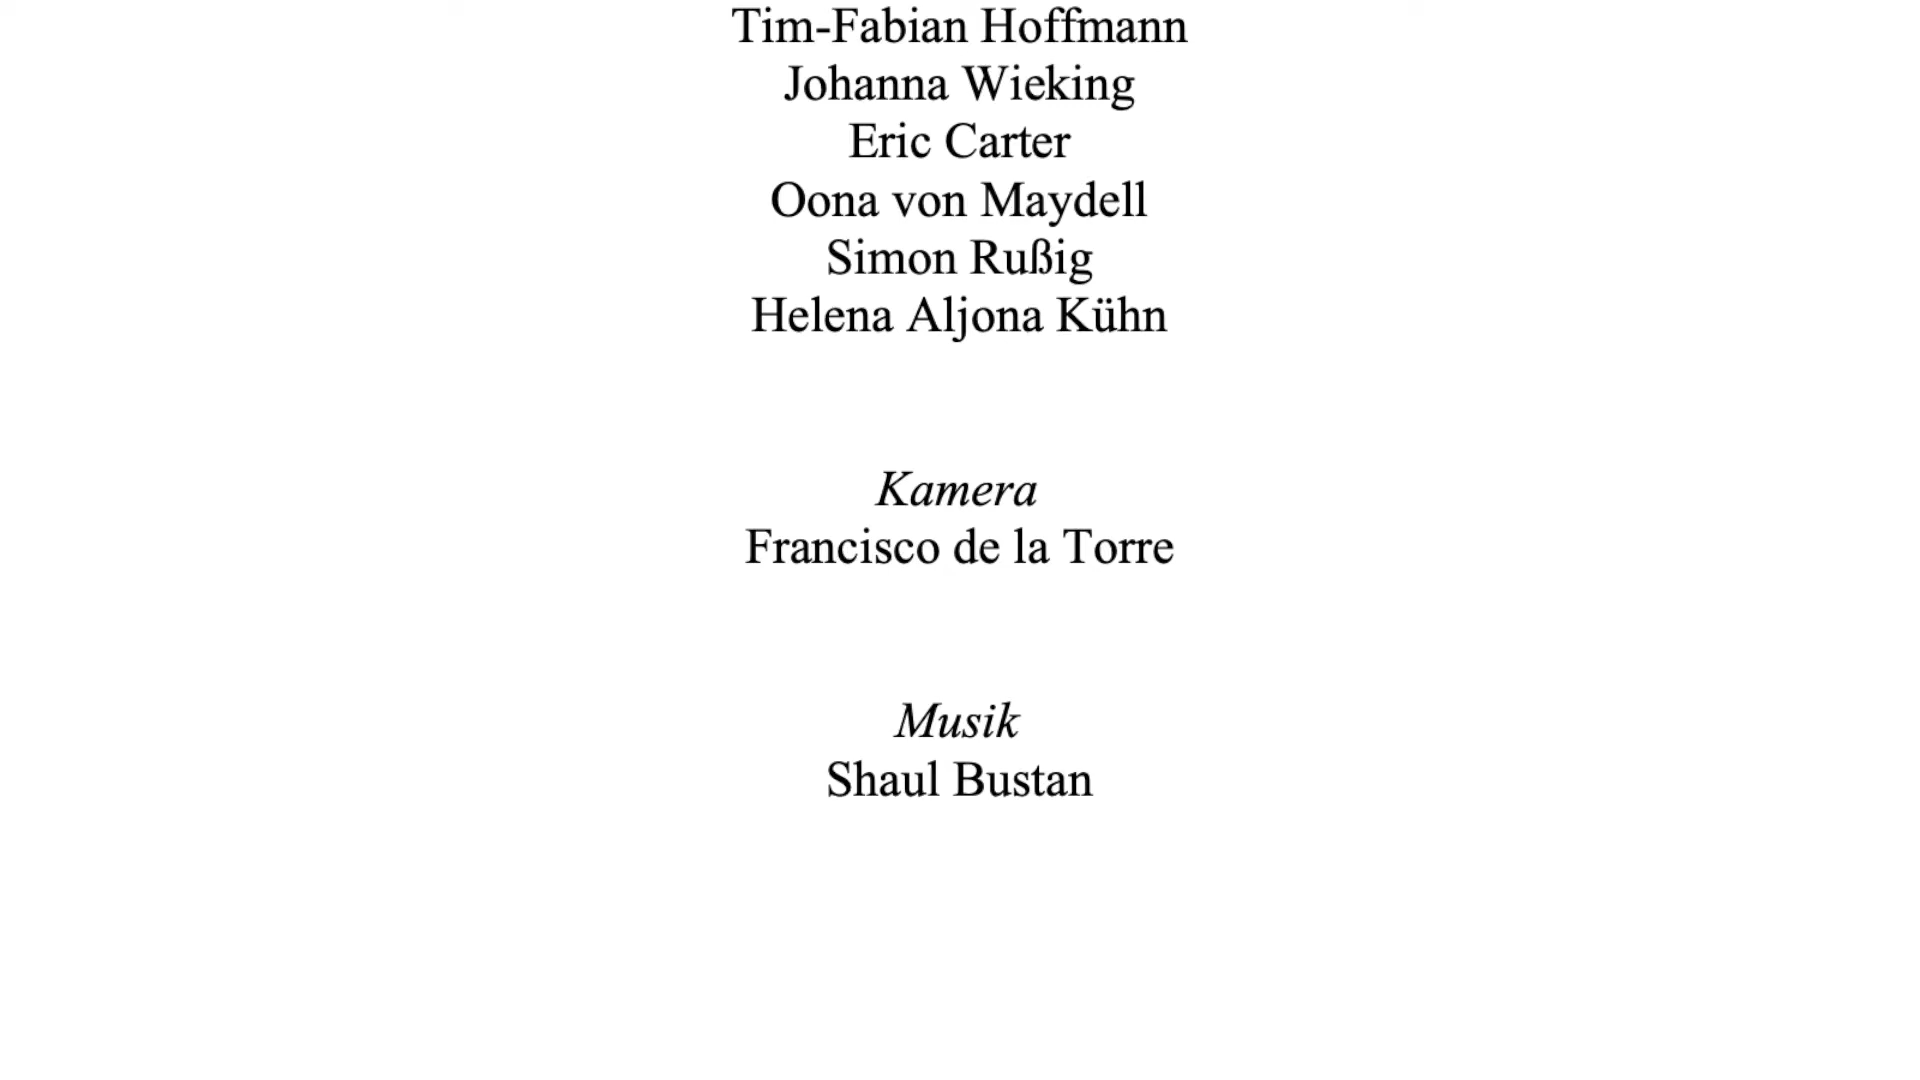 Tim-Fabian Hoffmann
Johanna Wieking
Eric Carter
Oona von Maydell
Simon Rußig
Helena Aljona Kühn
Kamera
Francisco de la Torre
Musik
Shaul Bustan